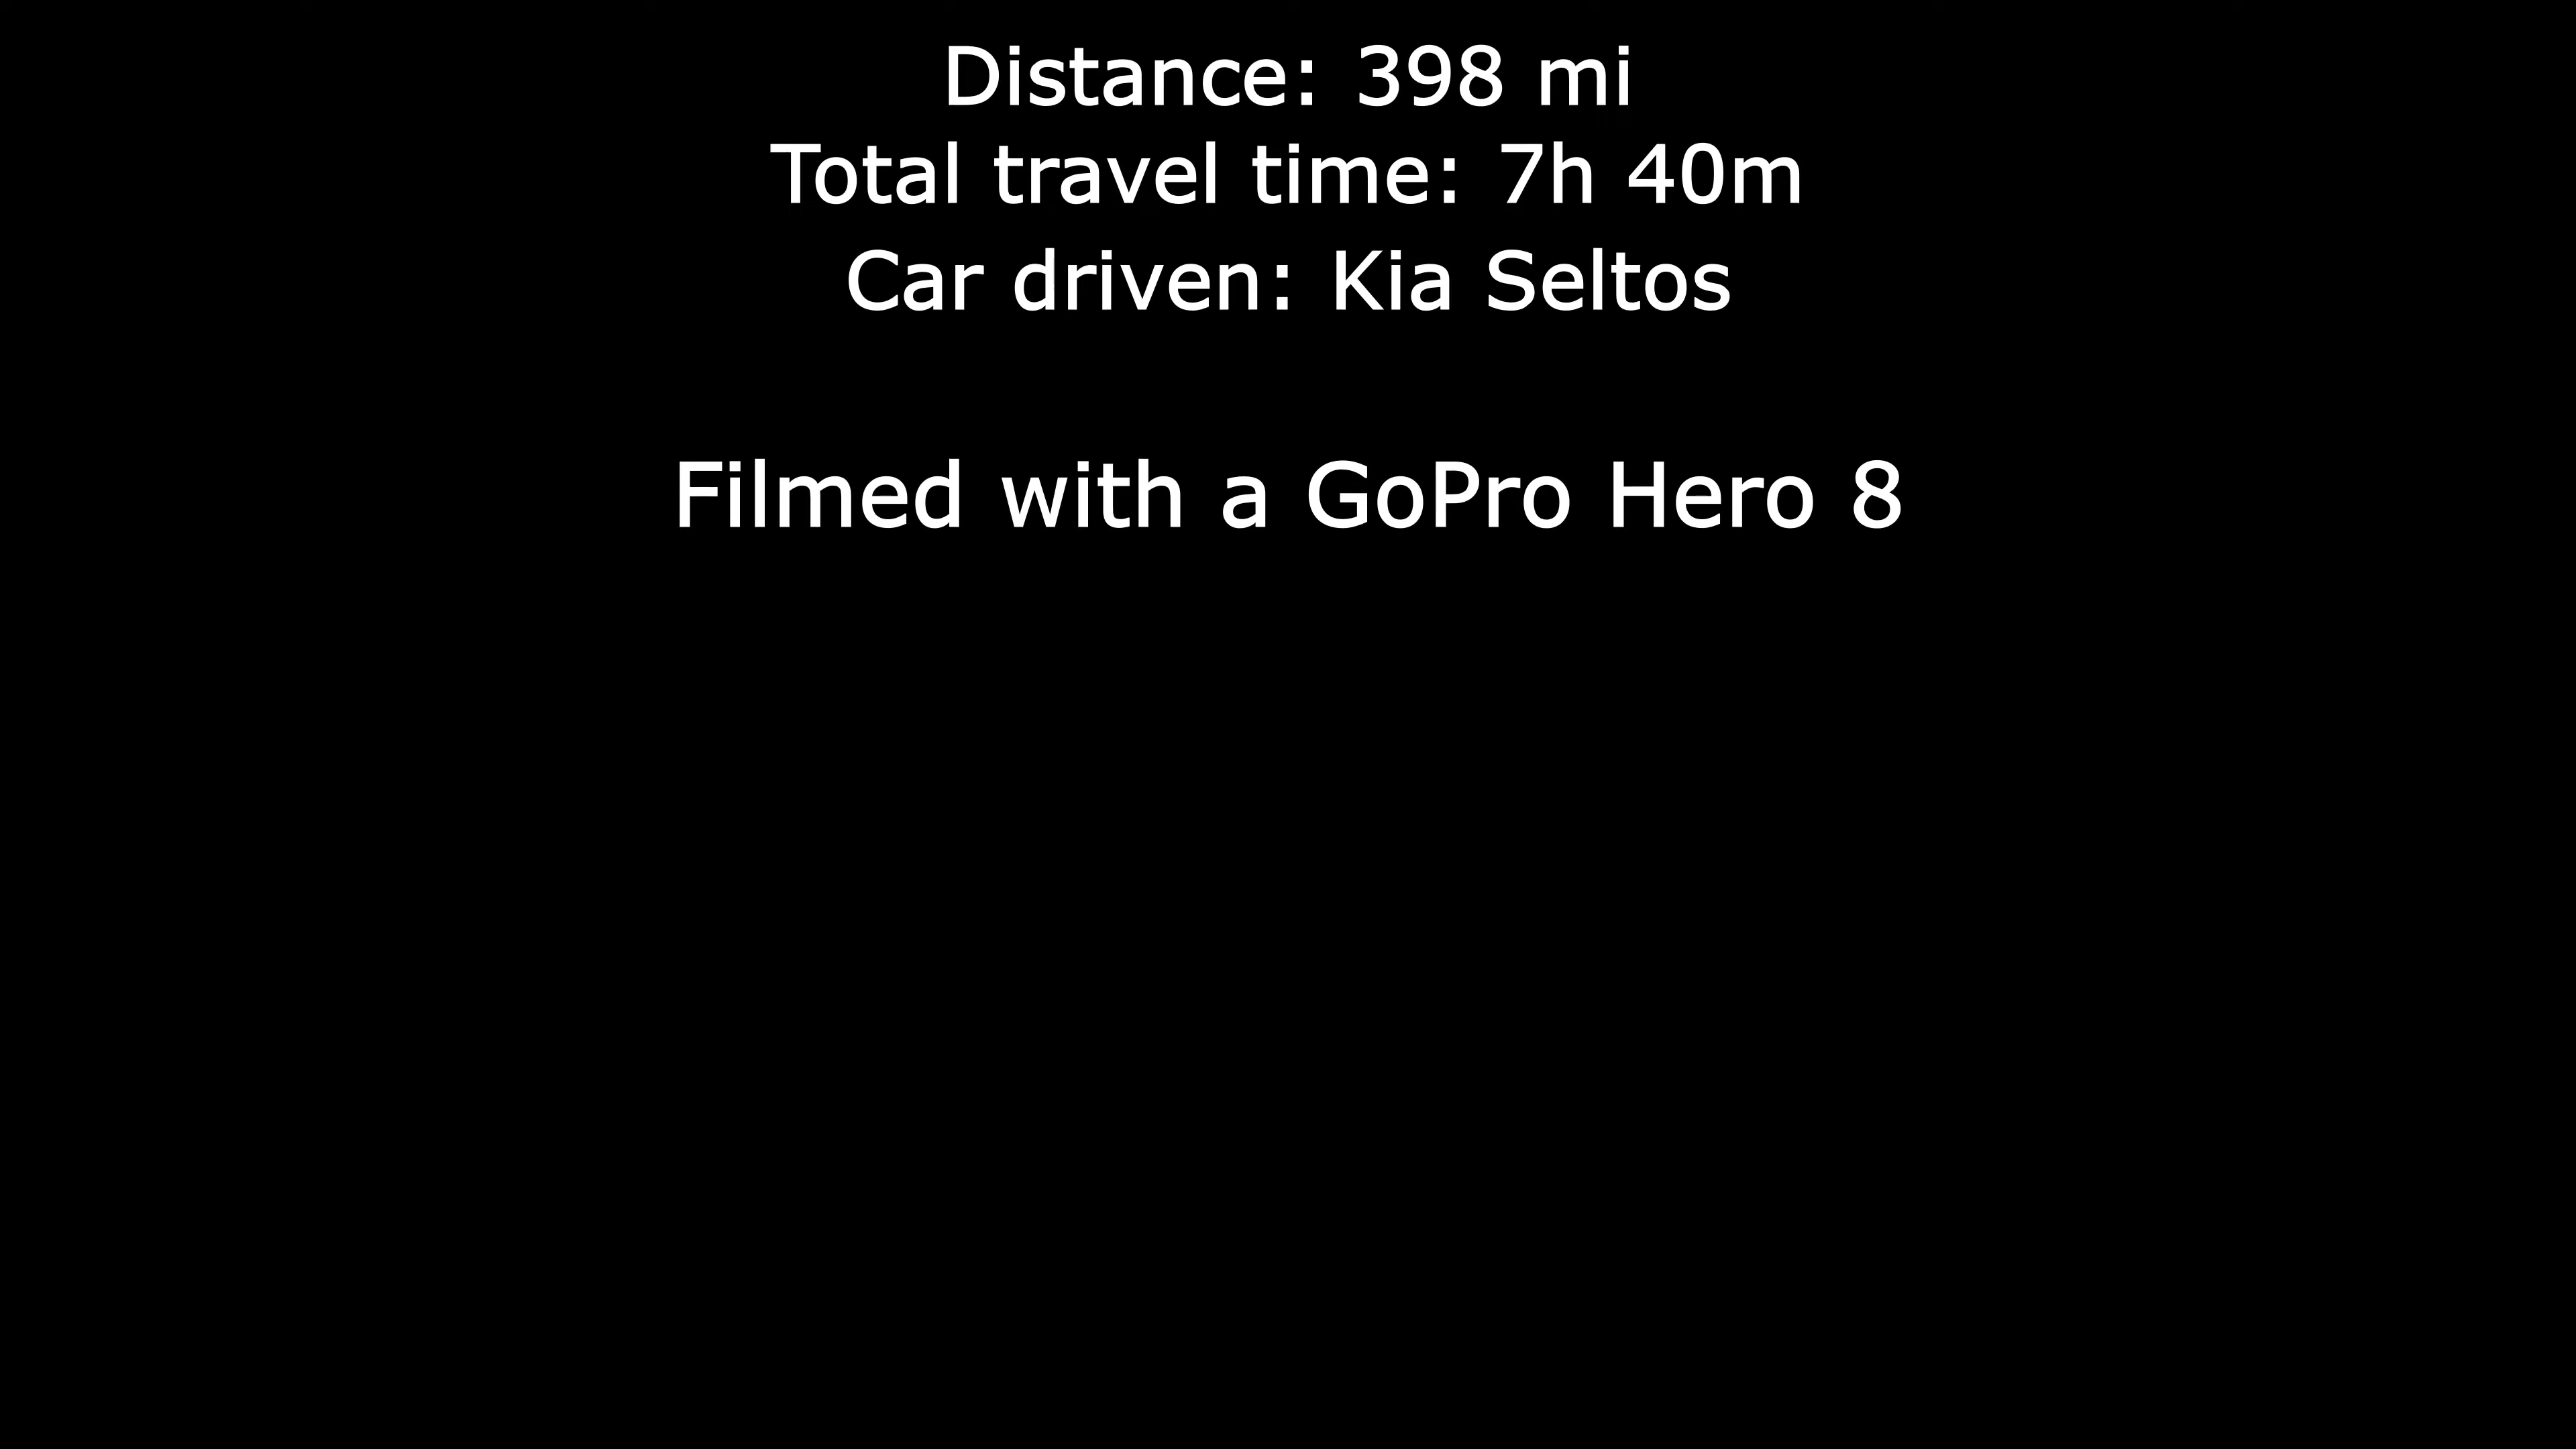 Distance: 398 mi
Total travel time: 7h 40m
Car driven: Kia Seltos
Filmed with a GoPro Hero 8